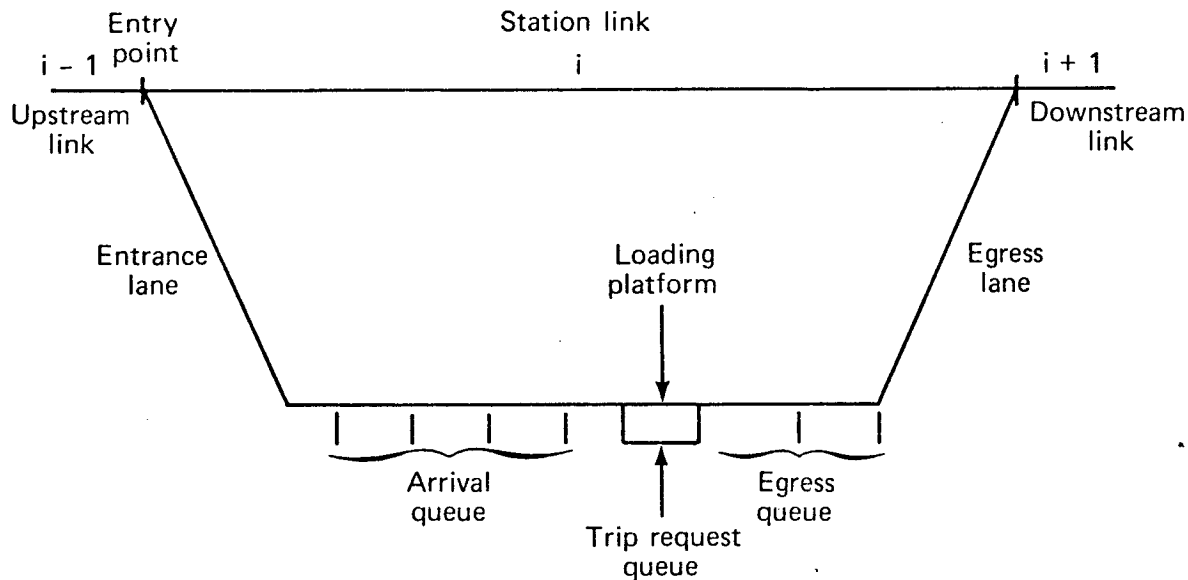 Entry
point
Station link
i - 1
i
i + 1
Upstream
link
Downstream
link
Entrance
lane
Loading
platform
Egress
lane
Arrival
queue
Egress
queue
Trip request
queue